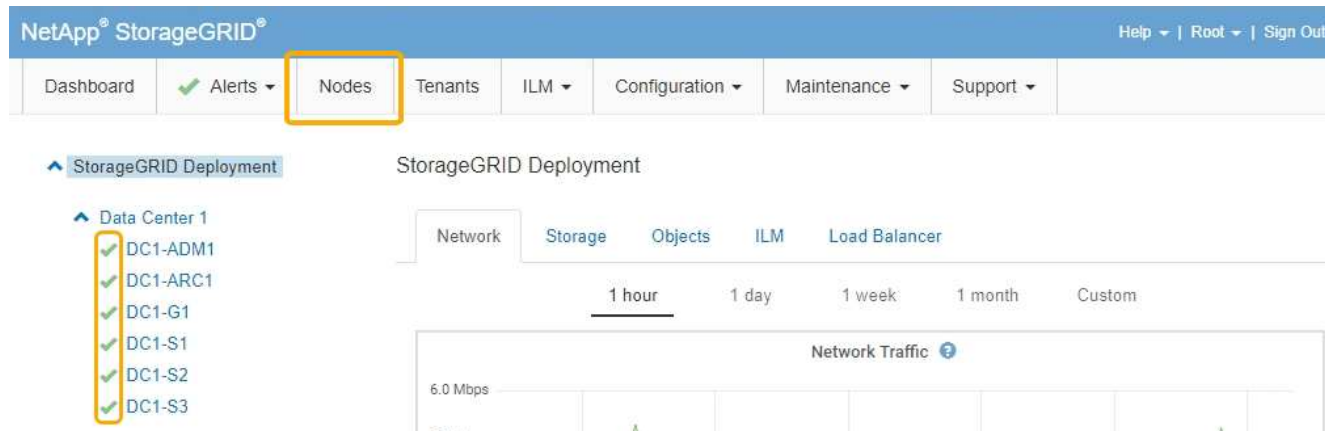 NetApp® StorageGRID®
Help | Root | Sign Out
Dashboard Alerts Nodes Tenants ILM Configuration Maintenance Support
StorageGRID Deployment
StorageGRID Deployment
Data Center 1
DC1-ADM1
DC1-ARC1
DC1-G1
DC1-S1
DC1-S2
DC1-S3
Network Storage Objects ILM Load Balancer
1 hour 1 day 1 week 1 month Custom
Network Traffic ?
6.0 Mbps